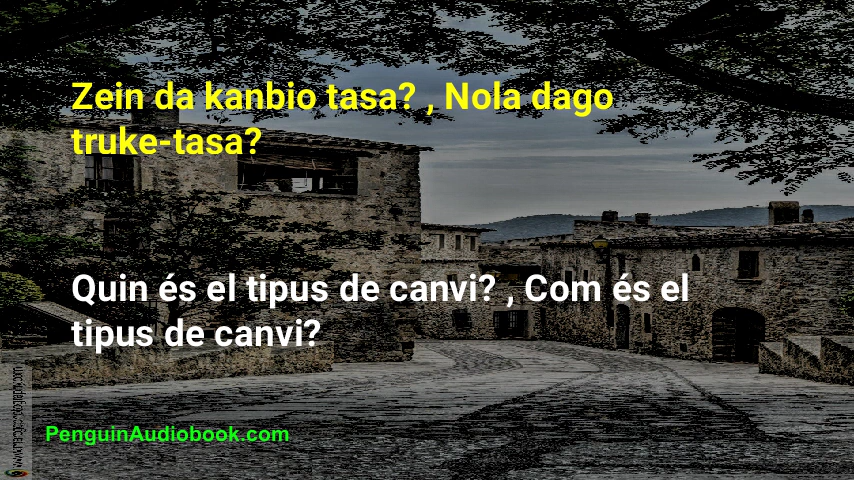 Zein da kanbio tasa? , Nola dago
truke-tasa?
Quin és el tipus de canvi? , Com és el
tipus de canvi?
PenguinAudiobook.com